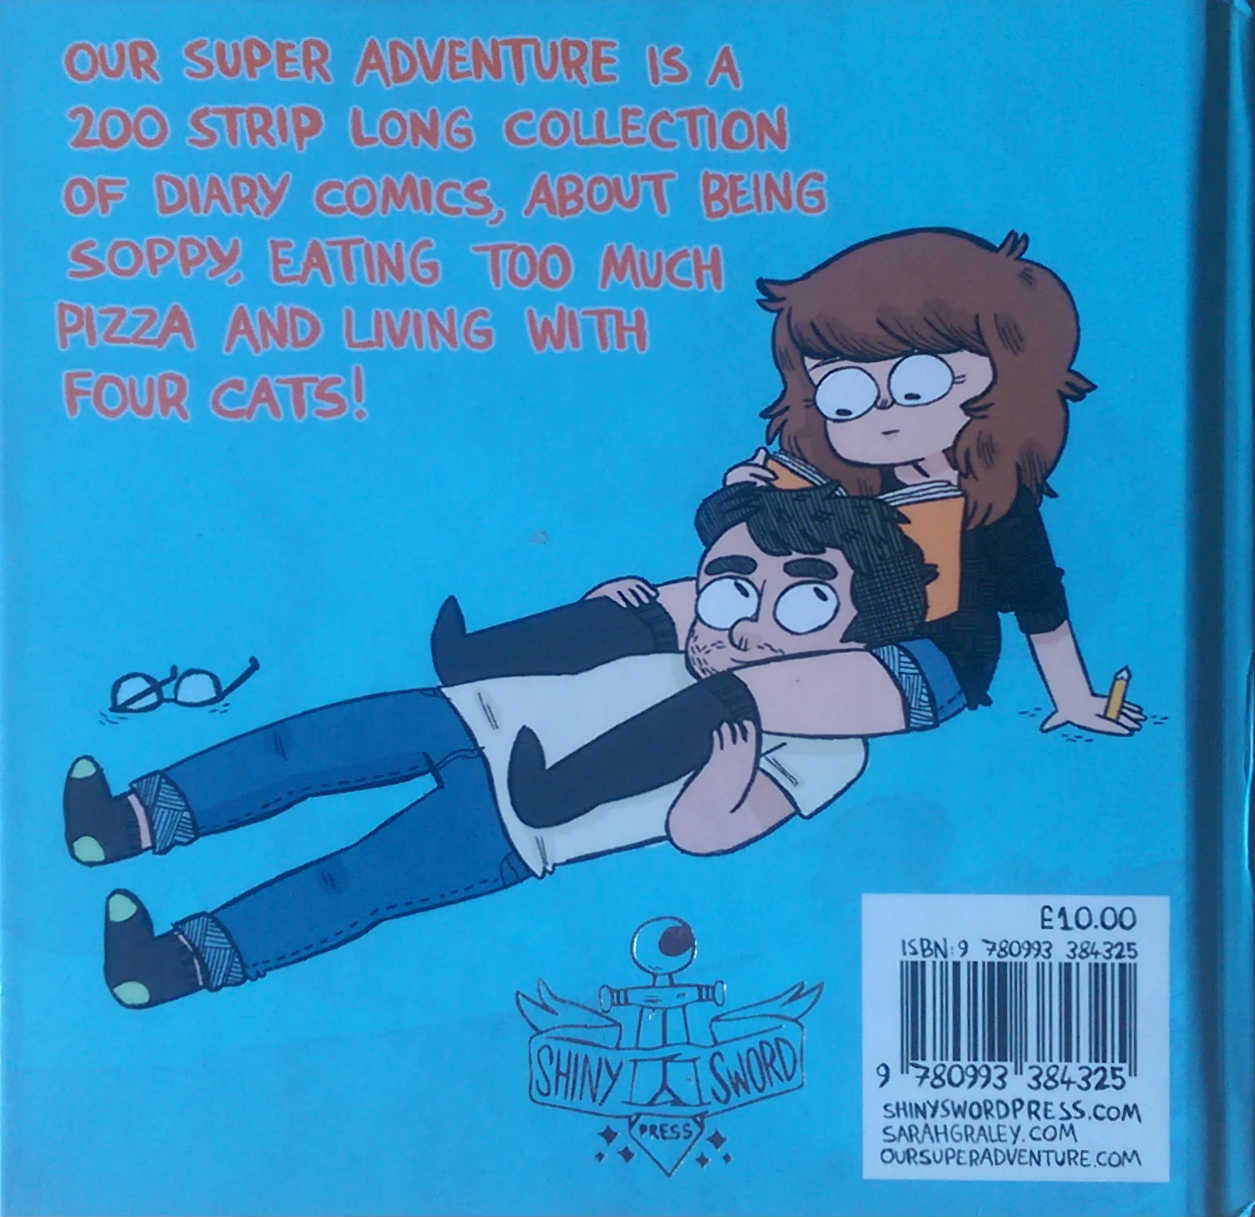 OUR SUPER ADVENTURE IS A
200 STRIP LONG COLLECTION
OF DIARY COMICS, ABOUT BEING
SOPPY, EATING TOO MUCH
PIZZA AND LIVING WITH
FOUR CATS!
SHINY SWORD
PRESS
£10.00
ISBN: 9 780993 384325
9 780993 384325
SHINYSWORDPRESS.COM
SARAHGRALEY.COM
OURSUPERADVENTURE.COM